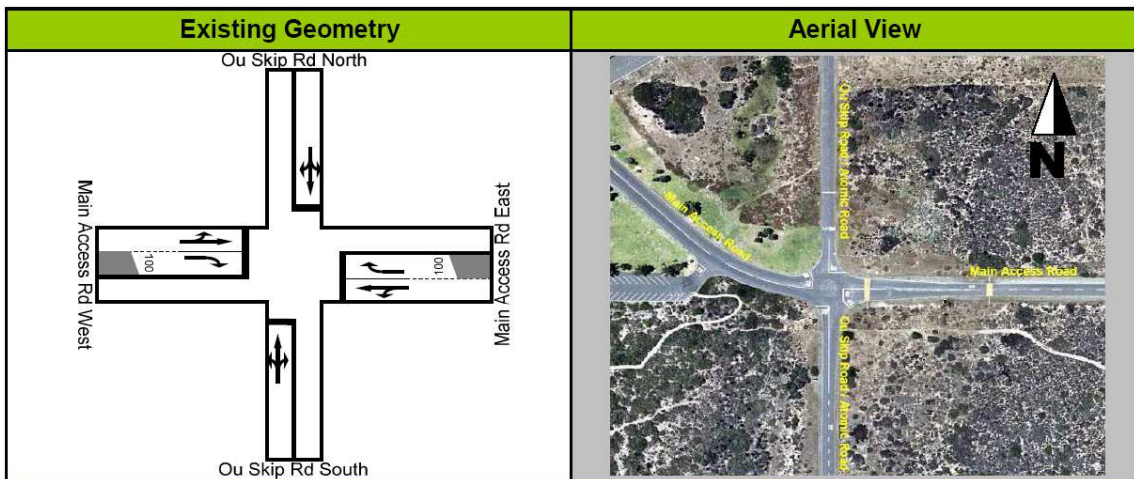 Existing Geometry
Aerial View
Ou Skip Rd North
Main Access Rd West
100
100
Main Access Rd East
Ou Skip Rd South
Ou Skip Road / Atomic Road
N
Main Access Road
Main Access Road
Ou Skip Road / Atomic Road